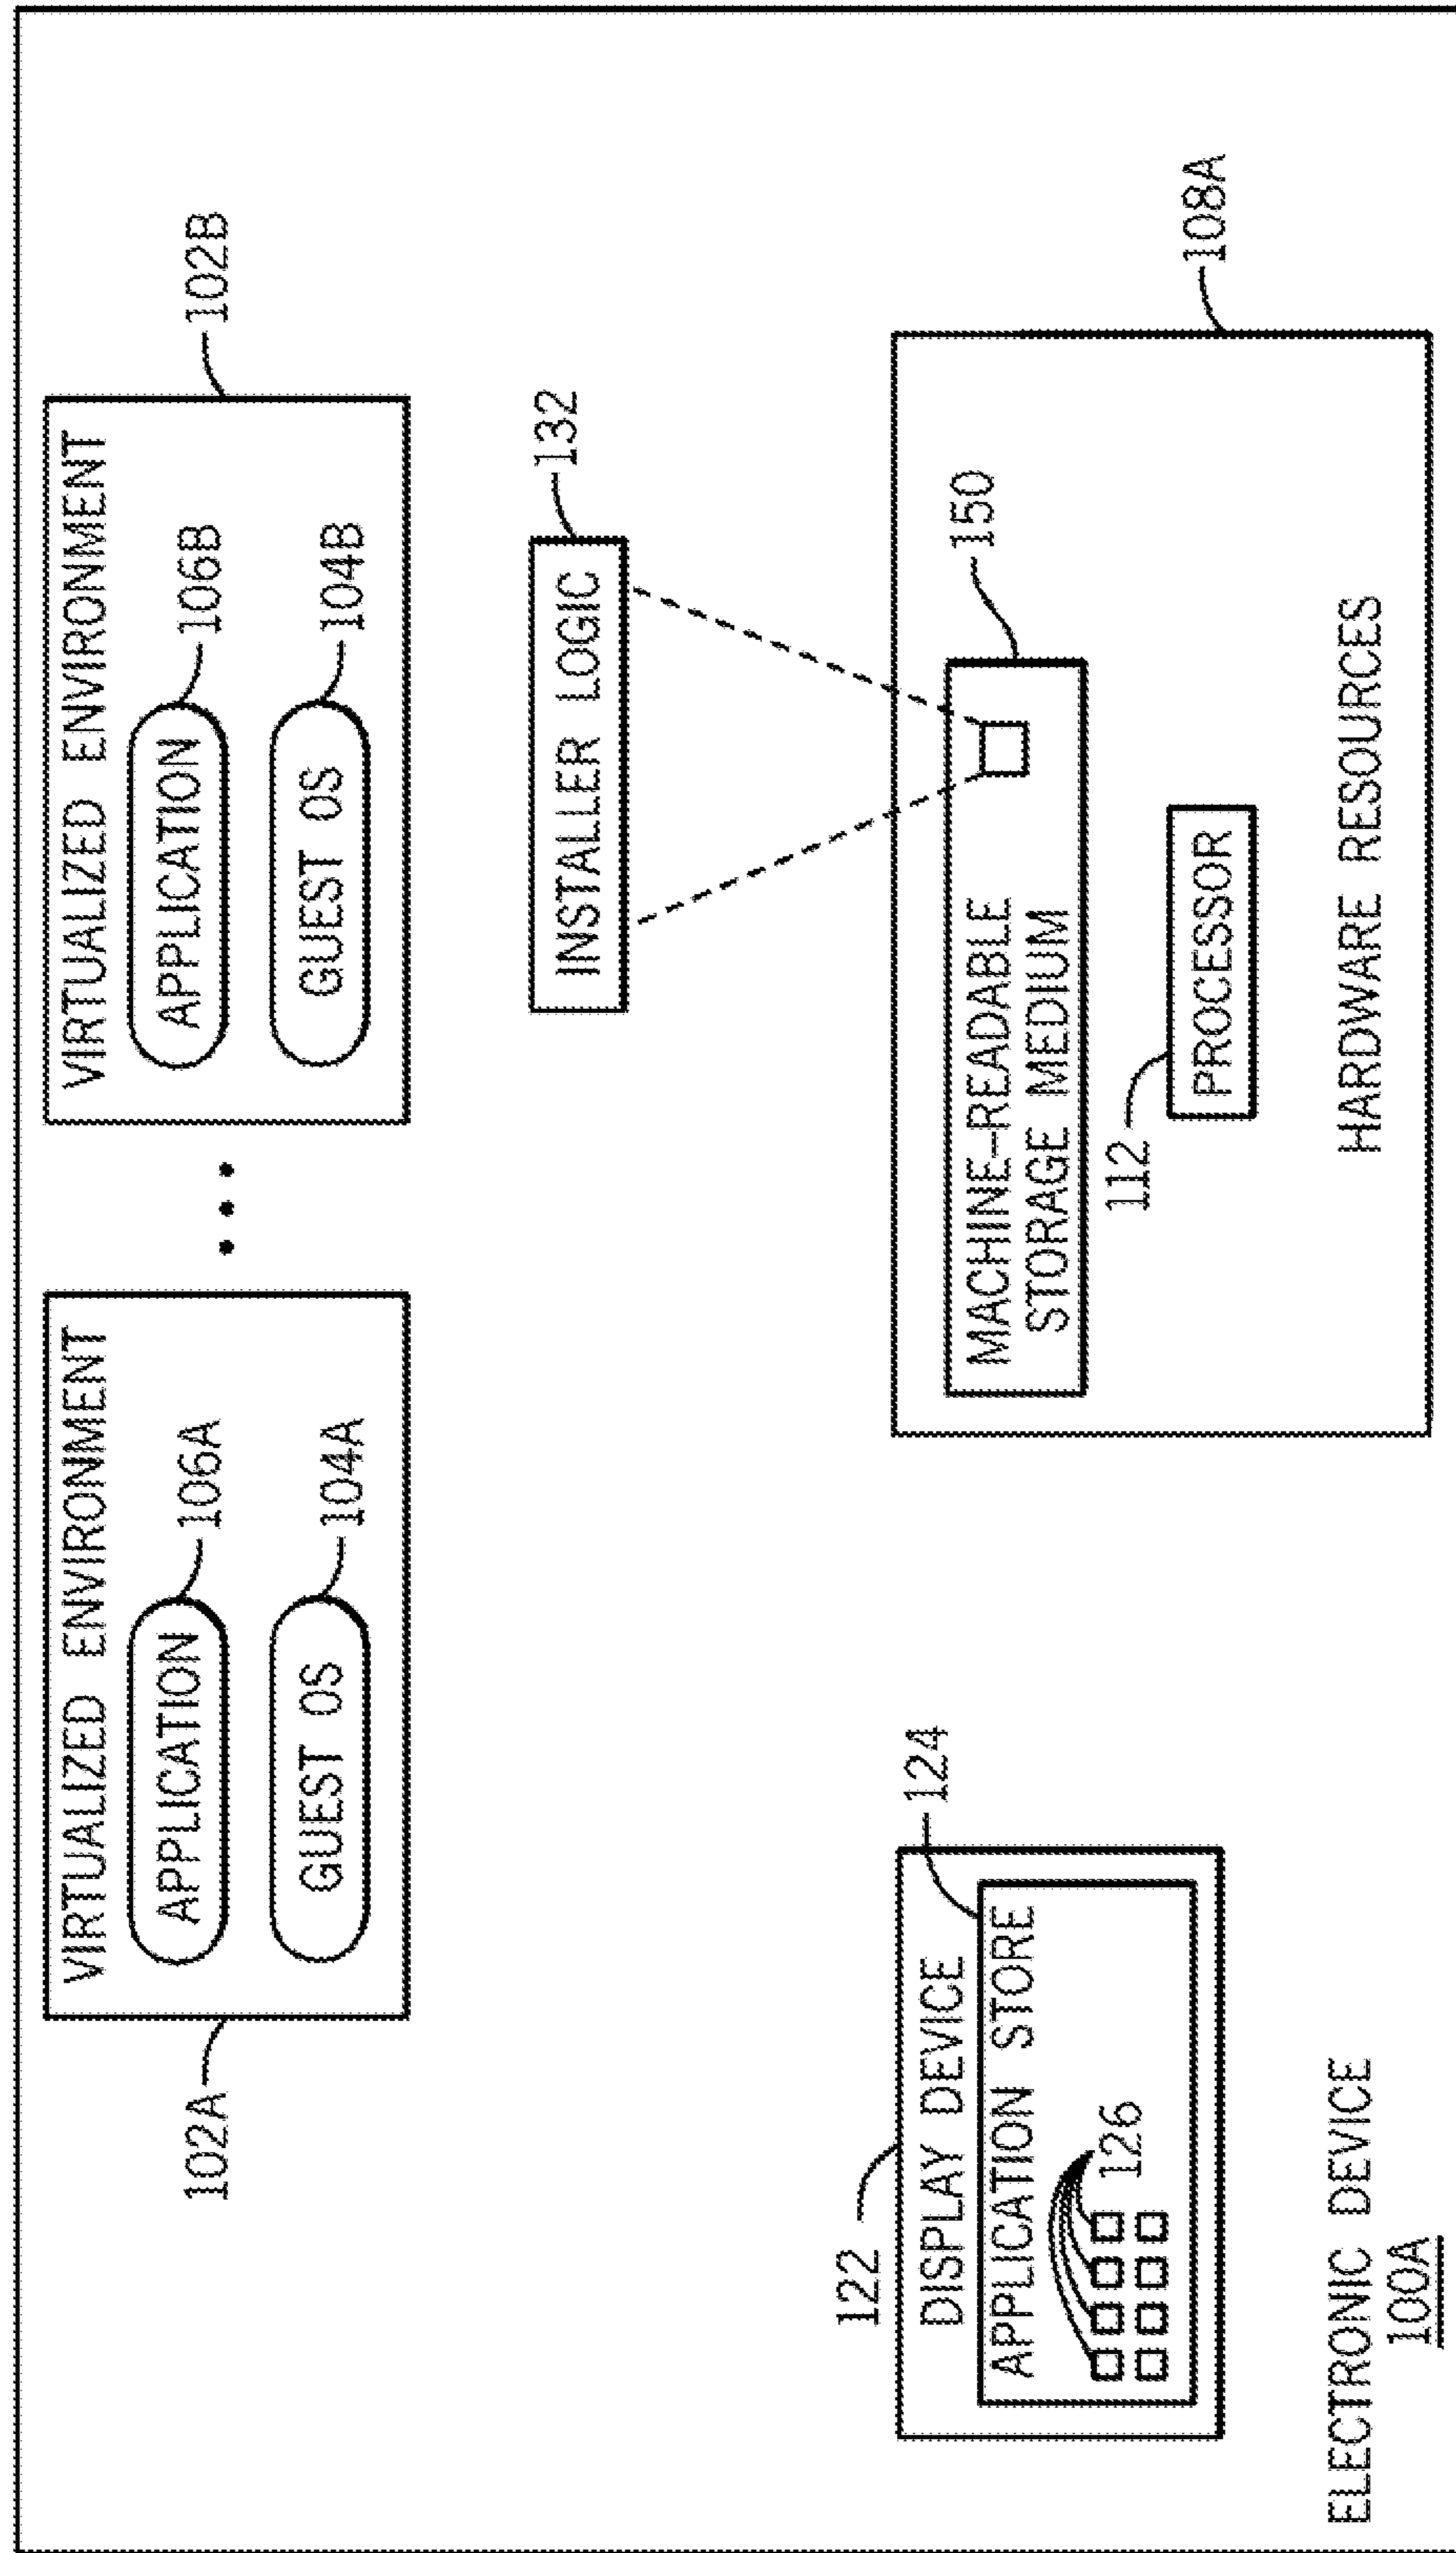 VIRTUALIZED ENVIRONMENT
APPLICATION
106A
GUEST OS
104A
102A
VIRTUALIZED ENVIRONMENT
APPLICATION
106B
GUEST OS
104B
102B
INSTALLER LOGIC
132
122
DISPLAY DEVICE
124
APPLICATION STORE
126
150
MACHINE-READABLE
STORAGE MEDIUM
112
PROCESSOR
HARDWARE RESOURCES
108A
ELECTRONIC DEVICE
100A